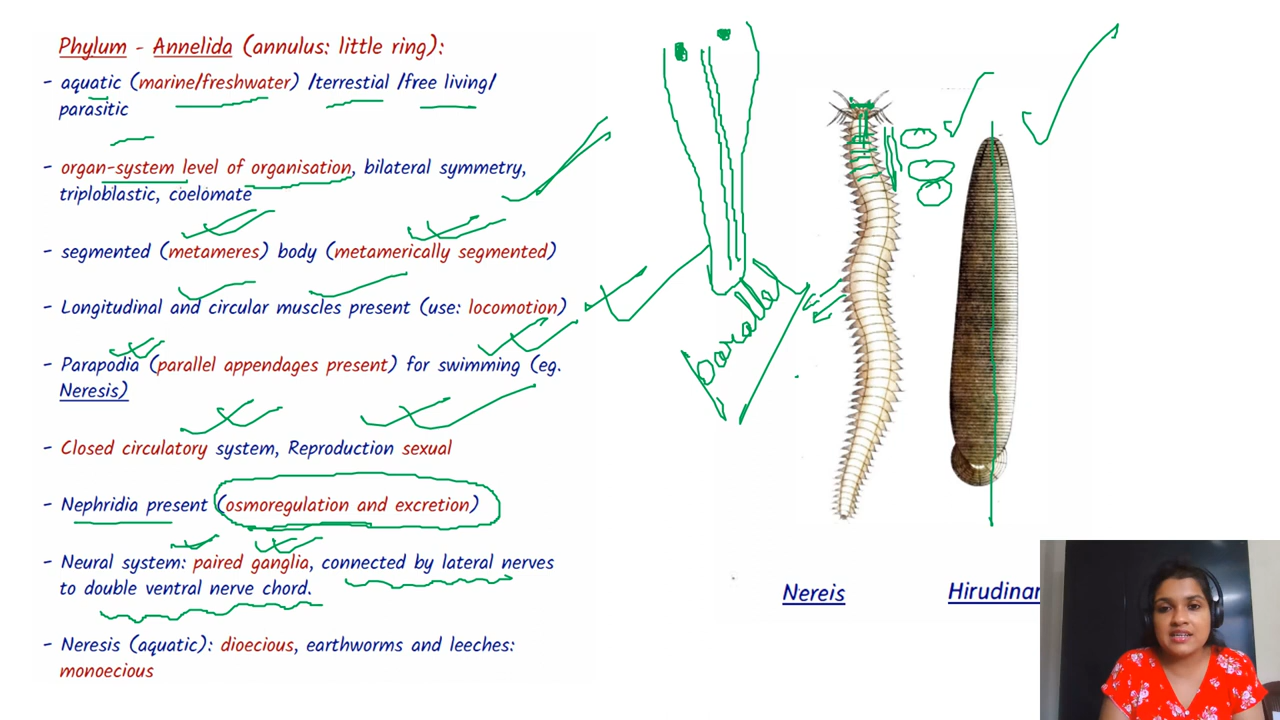 Phylum - Annelida (annulus: little ring):
- aquatic (marine/freshwater) /terrestial /free living/
parasitic
- organ-system level of organisation, bilateral symmetry,
triploblastic, coelomate
- segmented (metameres) body (metamerically segmented)
- Longitudinal and circular muscles present (use: locomotion)
- Parapodia (parallel appendages present) for swimming (eg.
Neresis)
- Closed circulatory system, Reproduction sexual
- Nephridia present (osmoregulation and excretion)
- Neural system: paired ganglia, connected by lateral nerves
to double ventral nerve chord.
- Neresis (aquatic): dioecious, earthworms and leeches:
monoecious
parallel
Nereis
Hirudinar